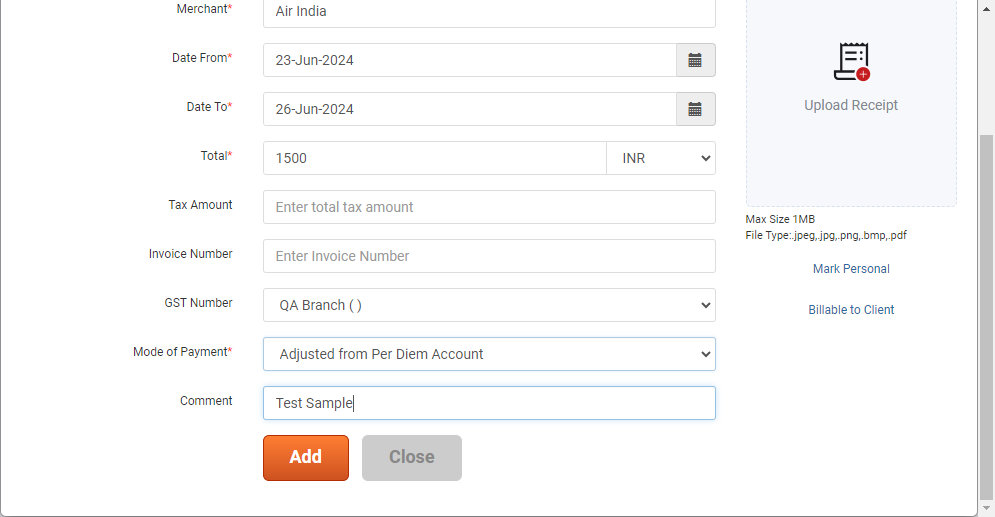 Merchant*
Air India
Date From*
23-Jun-2024
Date To*
26-Jun-2024
Total*
1500
INR
Tax Amount
Enter total tax amount
Invoice Number
Enter Invoice Number
GST Number
QA Branch ( )
Mode of Payment*
Adjusted from Per Diem Account
Comment
Test Sample
Add
Close
Upload Receipt
Max Size 1MB
File Type:.jpeg,.jpg,.png,.bmp,.pdf
Mark Personal
Billable to Client